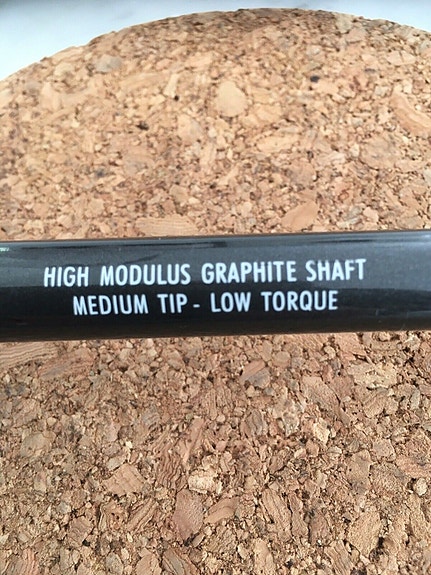 HIGH MODULUS GRAPHITE SHAFT
MEDIUM TIP - LOW TORQUE